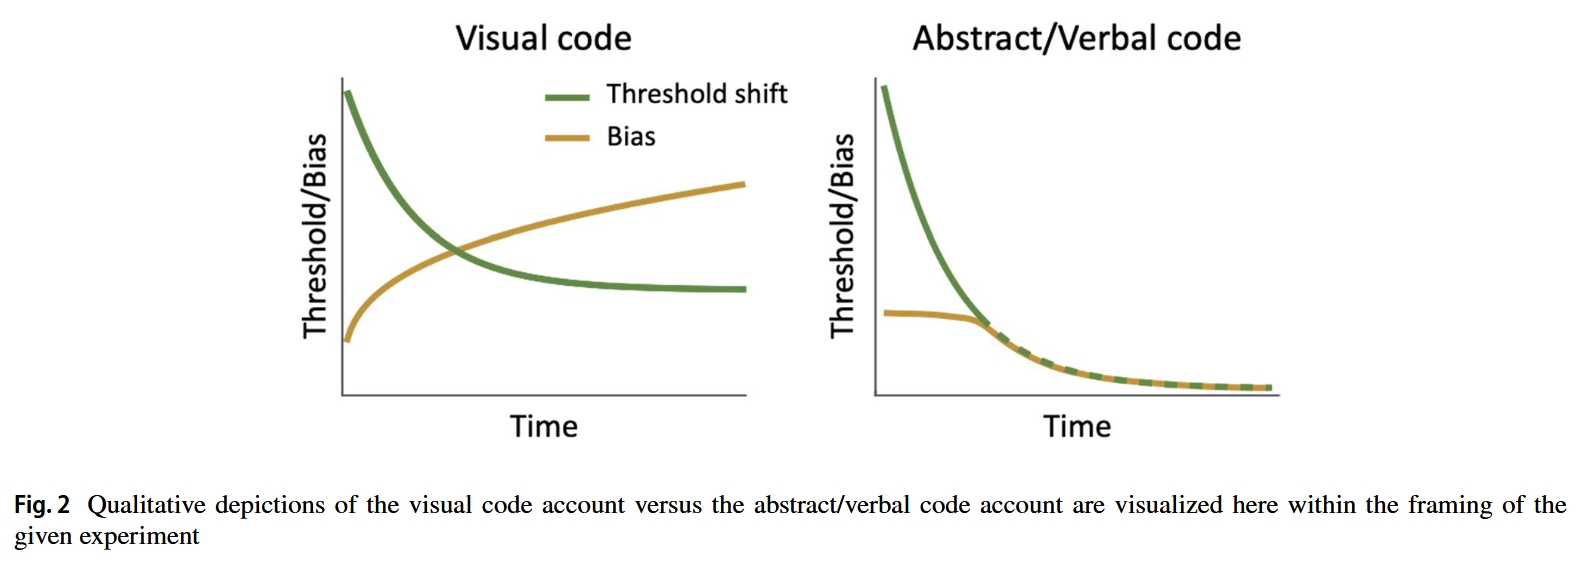 Visual code
Threshold shift
Bias
Threshold/Bias
Time
Abstract/Verbal code
Threshold/Bias
Time
Fig. 2 Qualitative depictions of the visual code account versus the abstract/verbal code account are visualized here within the framing of the
given experiment